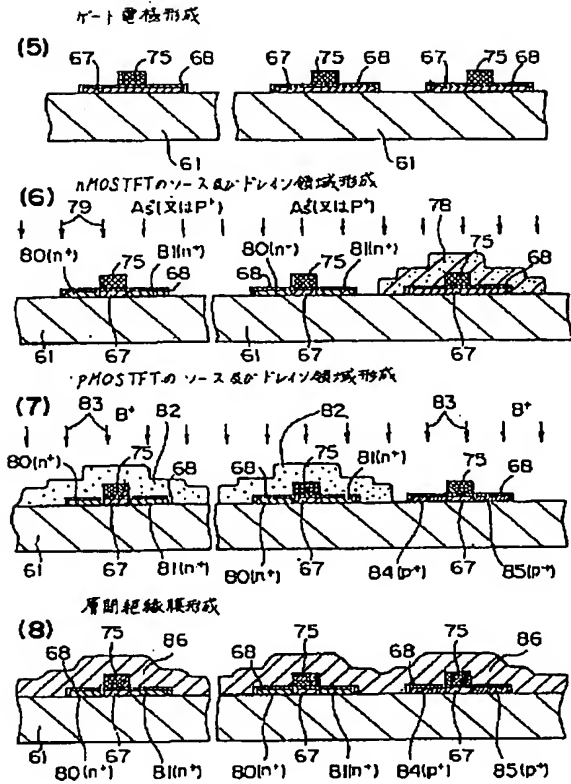 ゲート電極形成
(5)
67 75 68 67 75 68 67 75 68
61 61
nMOSTFTのソース及びドレイン領域形成
(6)
79 As⁺(又はP⁺) As⁺(又はP⁺) 78
80(n⁺) 75 81(n⁺) 68 80(n⁺) 68 75 81(n⁺) 75 68
61 67 61 67 67
pMOSTFTのソース及びドレイン領域形成
(7)
83 B⁺ 82 83 B⁺
80(n⁺) 75 82 68 75 81(n⁺) 68 75 68
61 67 81(n⁺) 80(n⁺) 67 84(p⁺) 67 85(p⁺)
層間絶縁膜形成
(8)
68 75 86 68 75 68 75 86
61 80(n⁺) 67 81(n⁺) 80(n⁺) 67 81(n⁺) 84(p⁺) 67 85(p⁺)